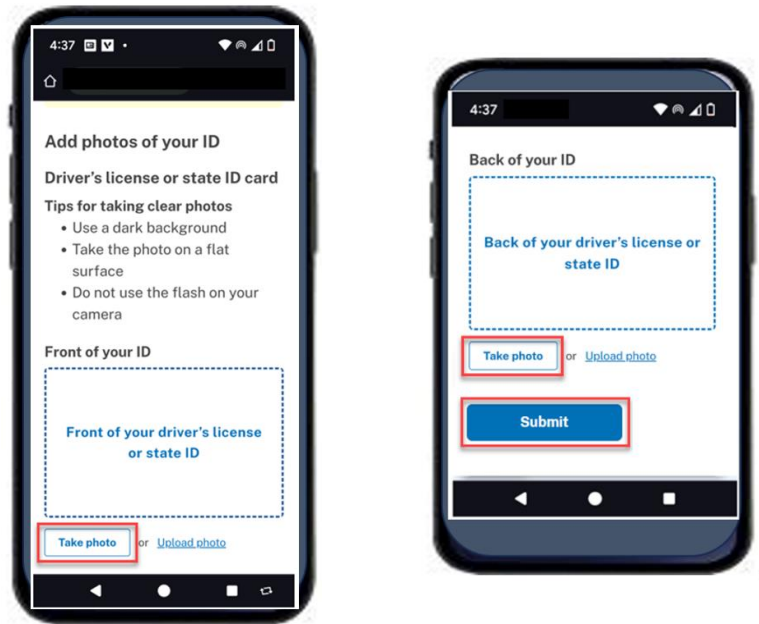 4:37
Add photos of your ID
Driver's license or state ID card
Tips for taking clear photos
• Use a dark background
• Take the photo on a flat
surface
• Do not use the flash on your
camera
Front of your ID
Front of your driver's license
or state ID
Take photo or Upload photo
4:37
Back of your ID
Back of your driver's license or
state ID
Take photo or Upload photo
Submit